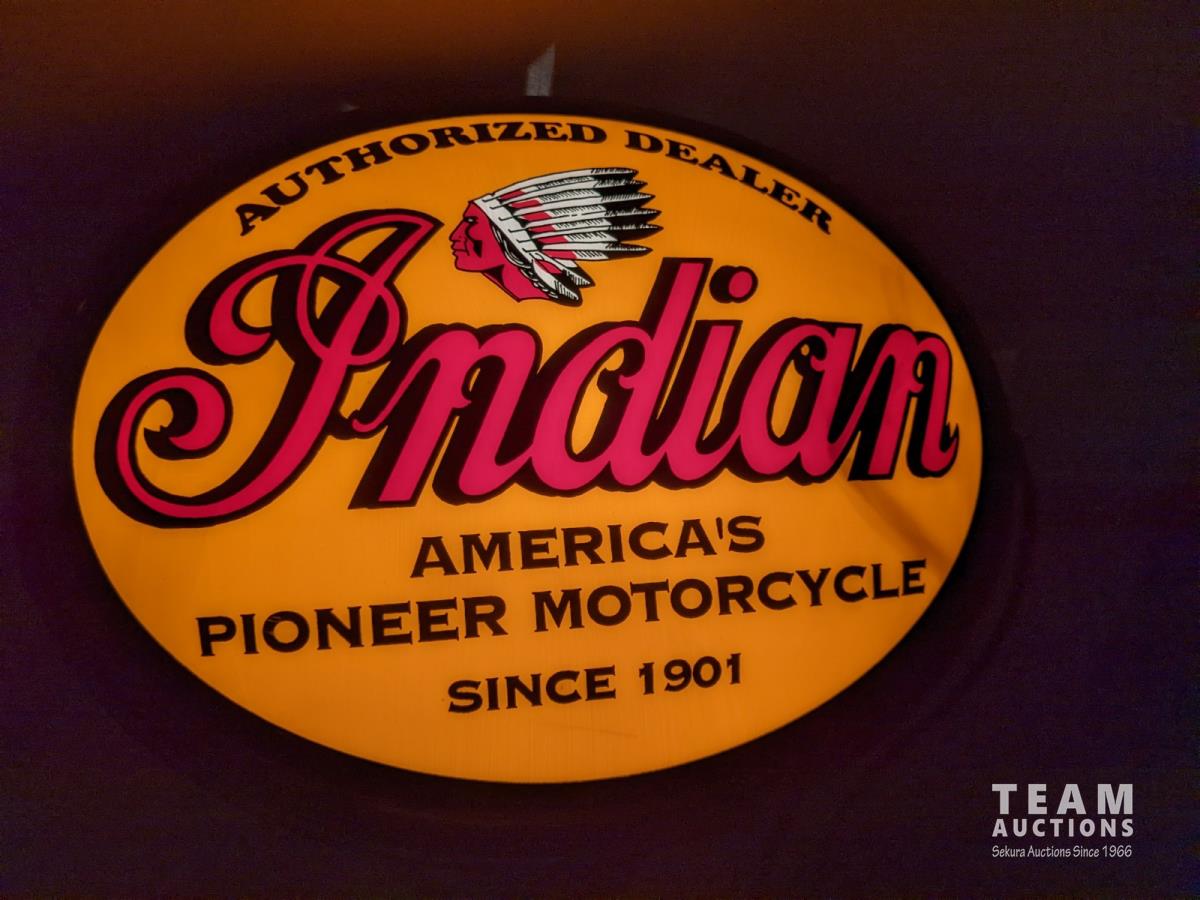 AUTHORIZED DEALER
Indian
AMERICA'S
PIONEER MOTORCYCLE
SINCE 1901
TEAM
AUCTIONS
Sekura Auctions Since 1966